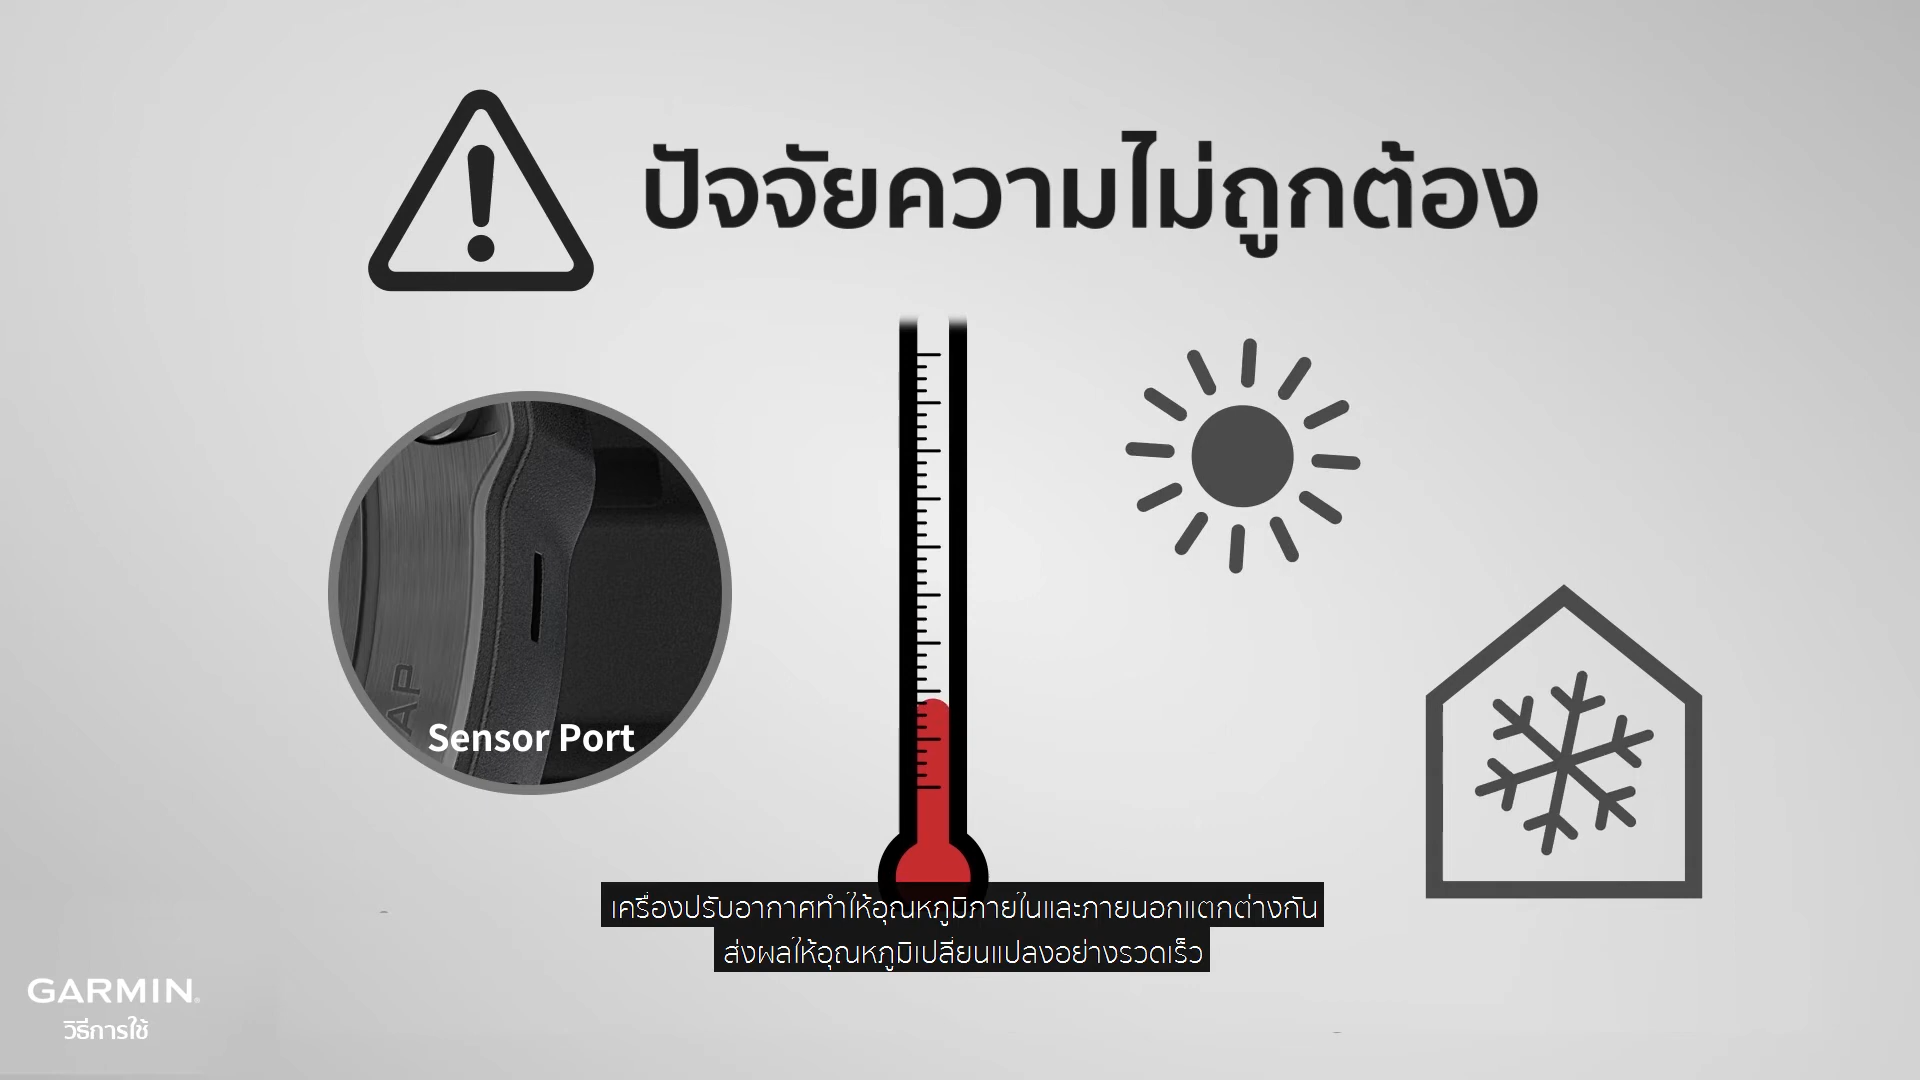 ปัจจัยความไม่ถูกต้อง
AP
Sensor Port
เครื่องปรับอากาศทำให้อุณหภูมิภายในและภายนอกแตกต่างกัน
ส่งผลให้อุณหภูมิเปลี่ยนแปลงอย่างรวดเร็ว
GARMIN.
วิธีการใช้